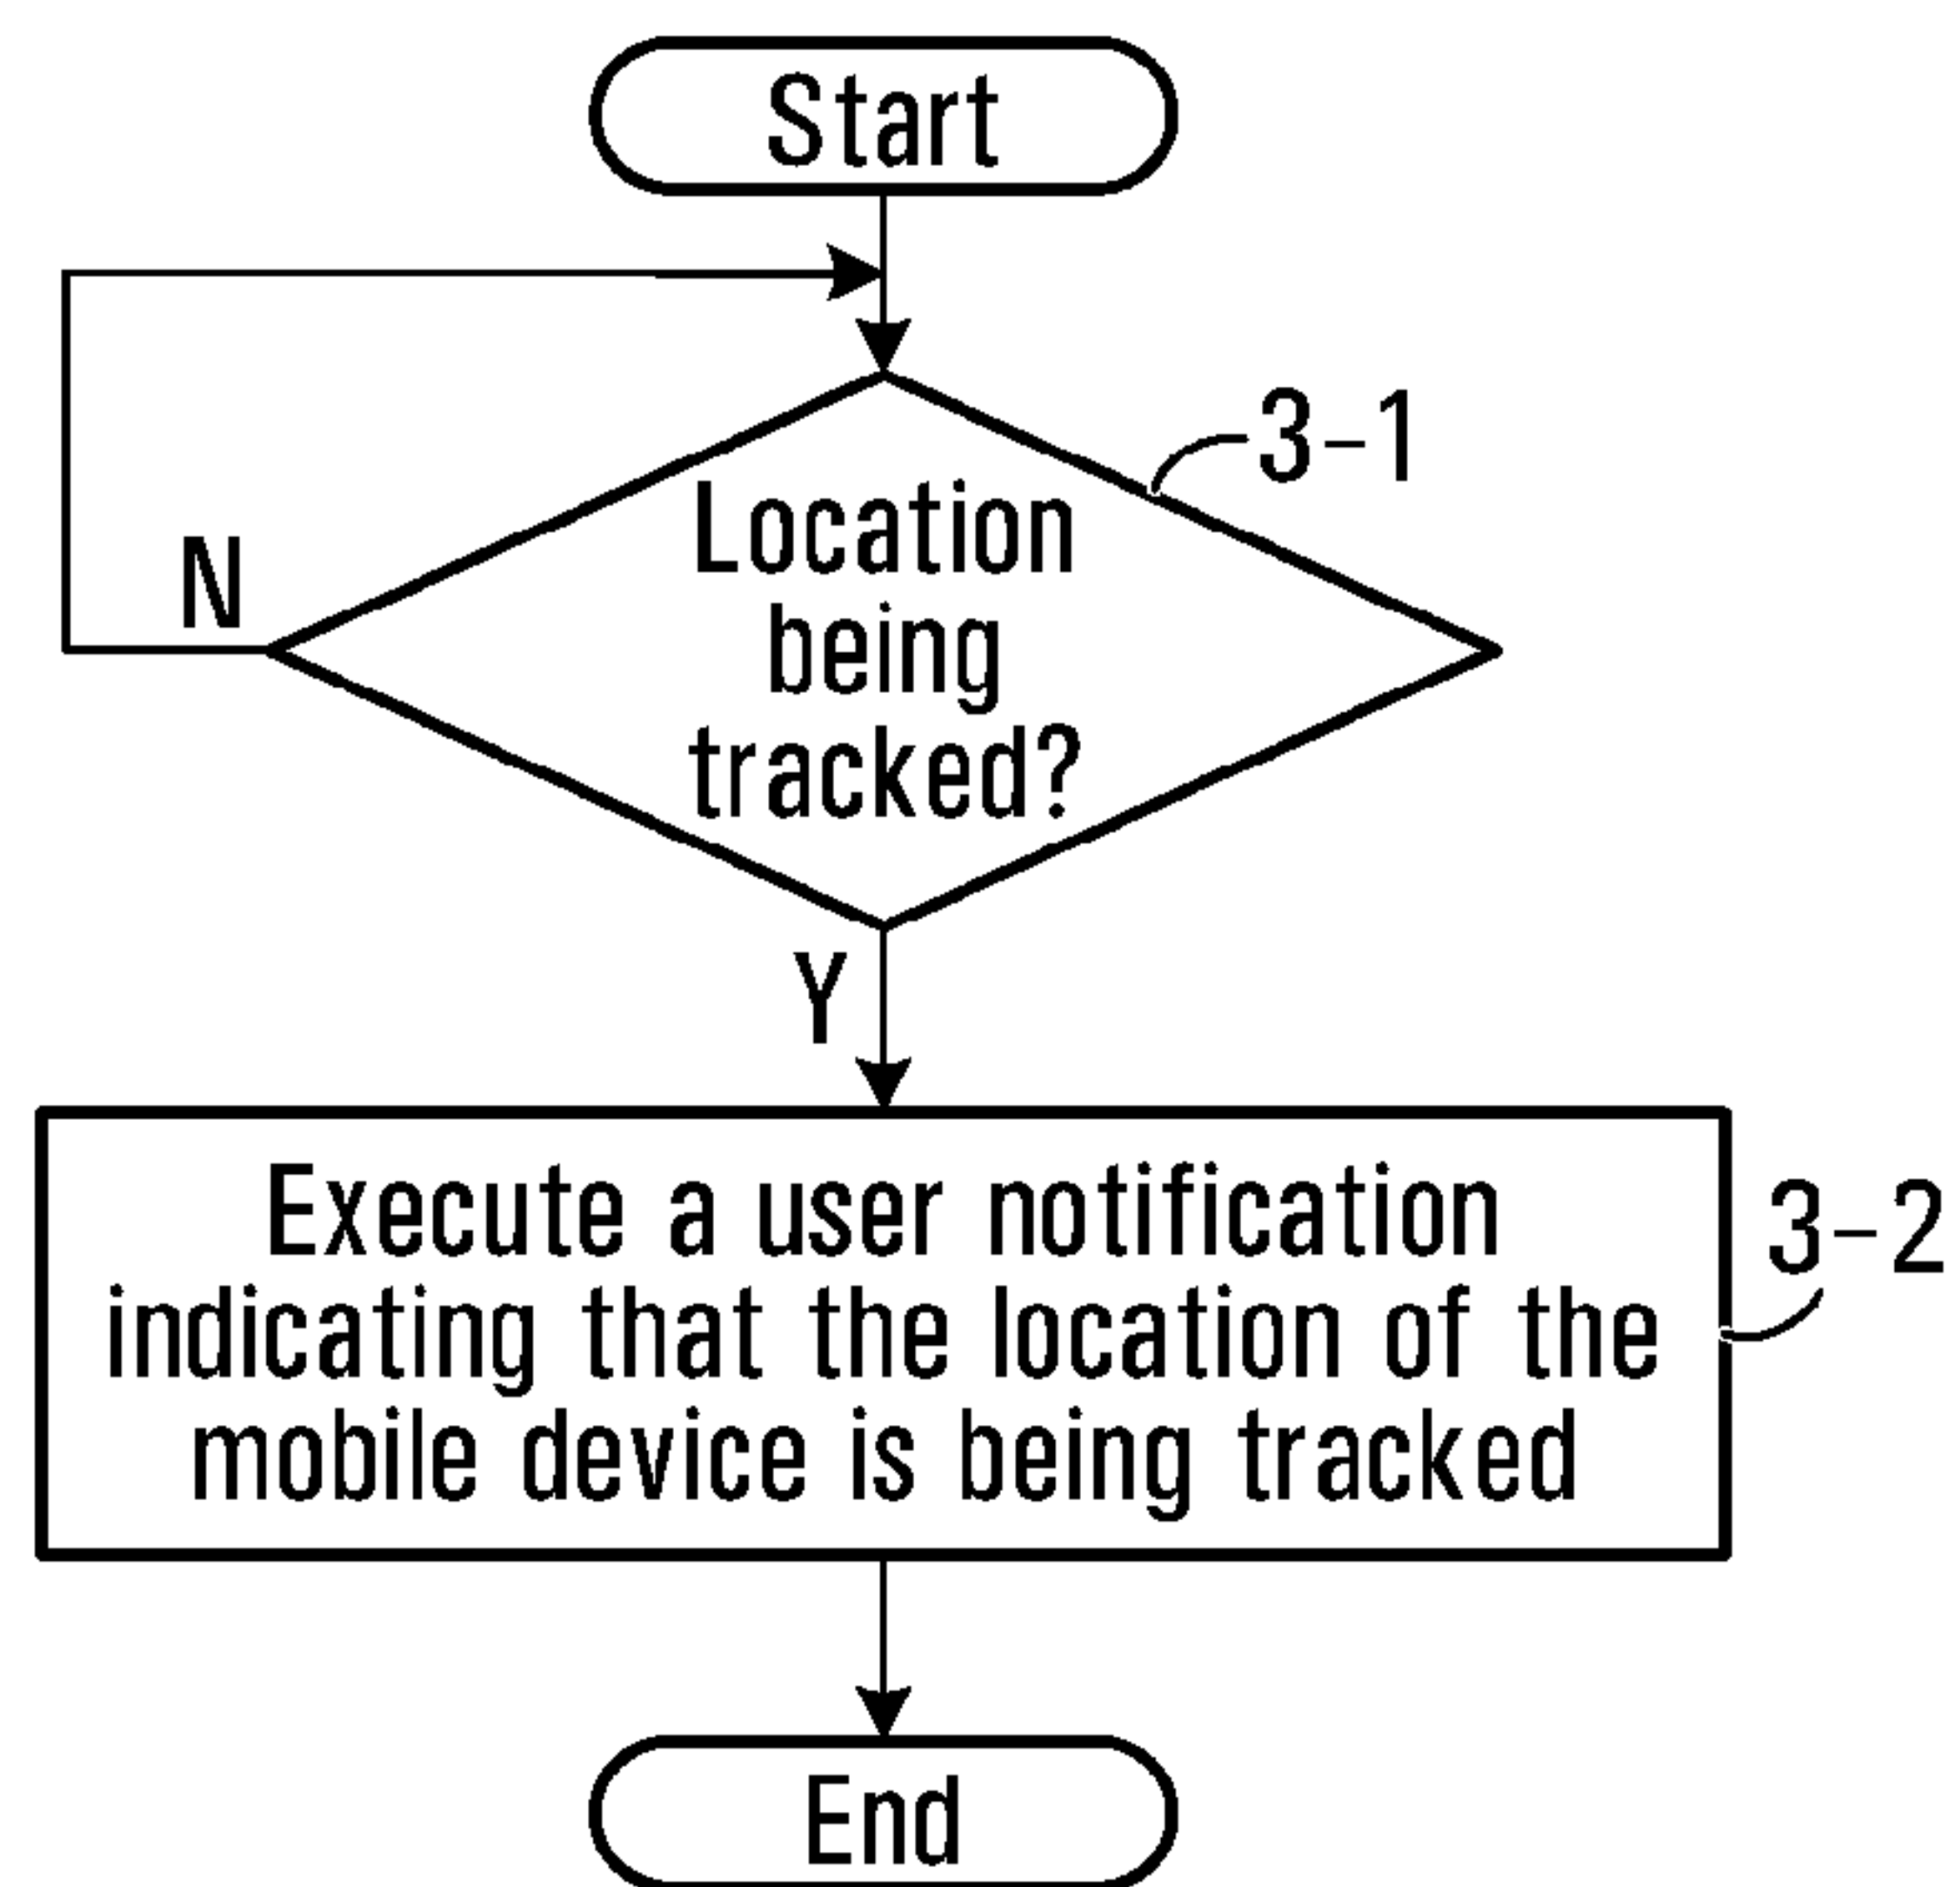 Start
3-1
Location
being
tracked?
N
Y
Execute a user notification
indicating that the location of the
mobile device is being tracked
3-2
End